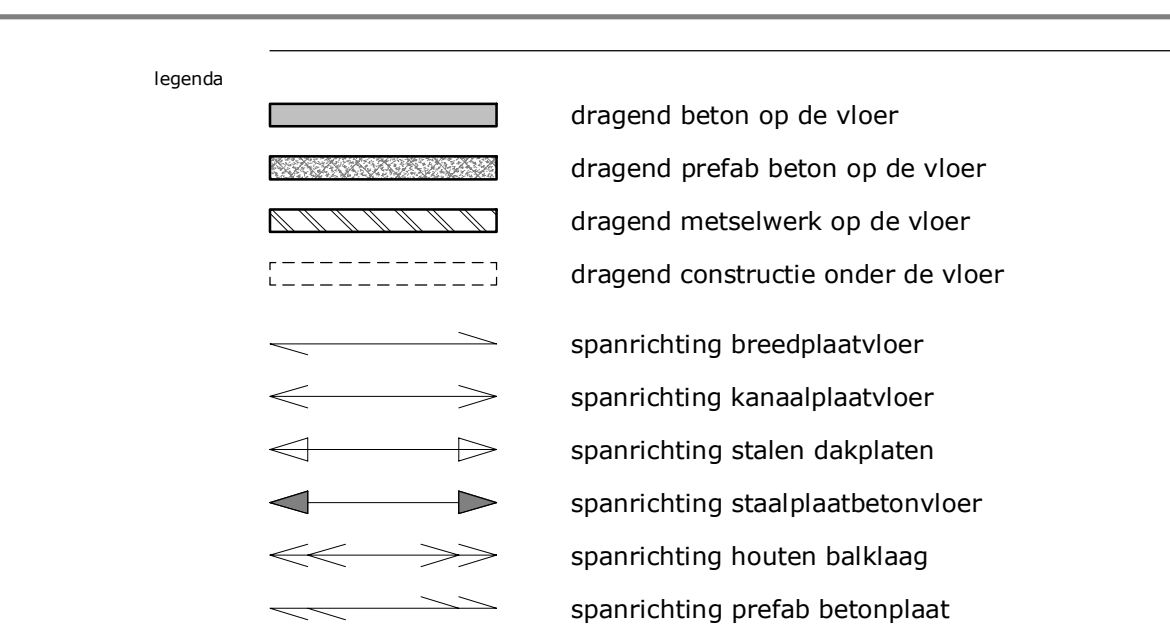 legenda
dragend beton op de vloer
dragend prefab beton op de vloer
dragend metselwerk op de vloer
dragend constructie onder de vloer
spanrichting breedplaatvloer
spanrichting kanaalplaatvloer
spanrichting stalen dakplaten
spanrichting staalplaatbetonvloer
spanrichting houten balklaag
spanrichting prefab betonplaat